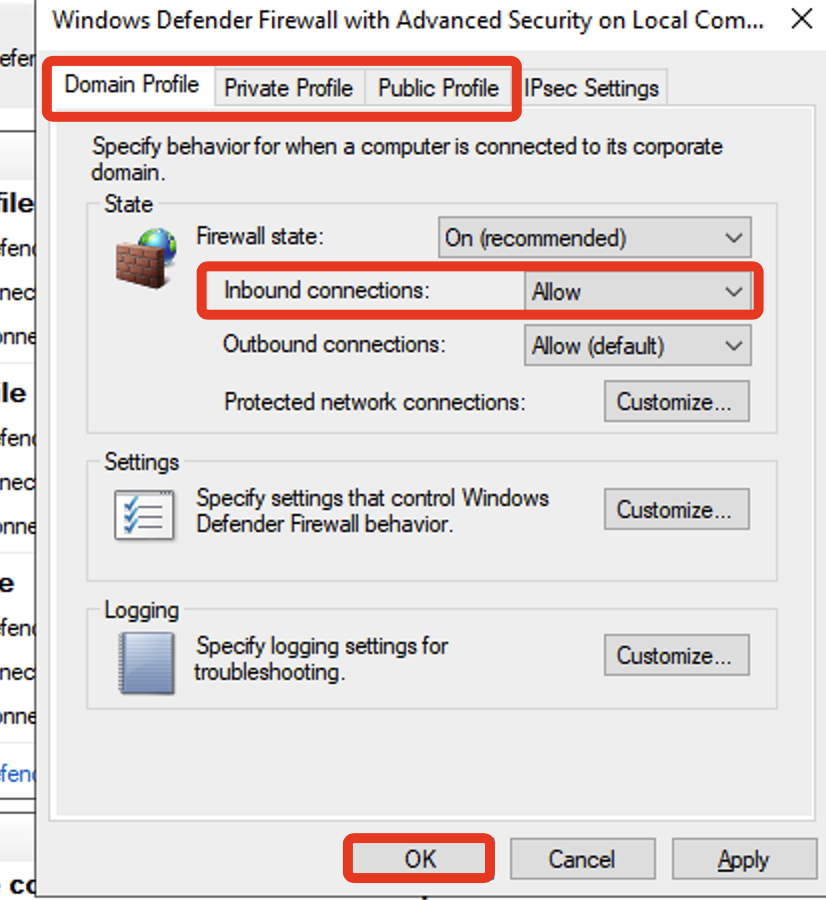 Windows Defender Firewall with Advanced Security on Local Com...
Domain Profile
Private Profile
Public Profile
IPsec Settings
Specify behavior for when a computer is connected to its corporate
domain.
State
Firewall state:
On (recommended)
Inbound connections:
Allow
Outbound connections:
Allow (default)
Protected network connections:
Customize...
Settings
Specify settings that control Windows
Defender Firewall behavior.
Customize...
Logging
Specify logging settings for
troubleshooting.
Customize...
OK
Cancel
Apply